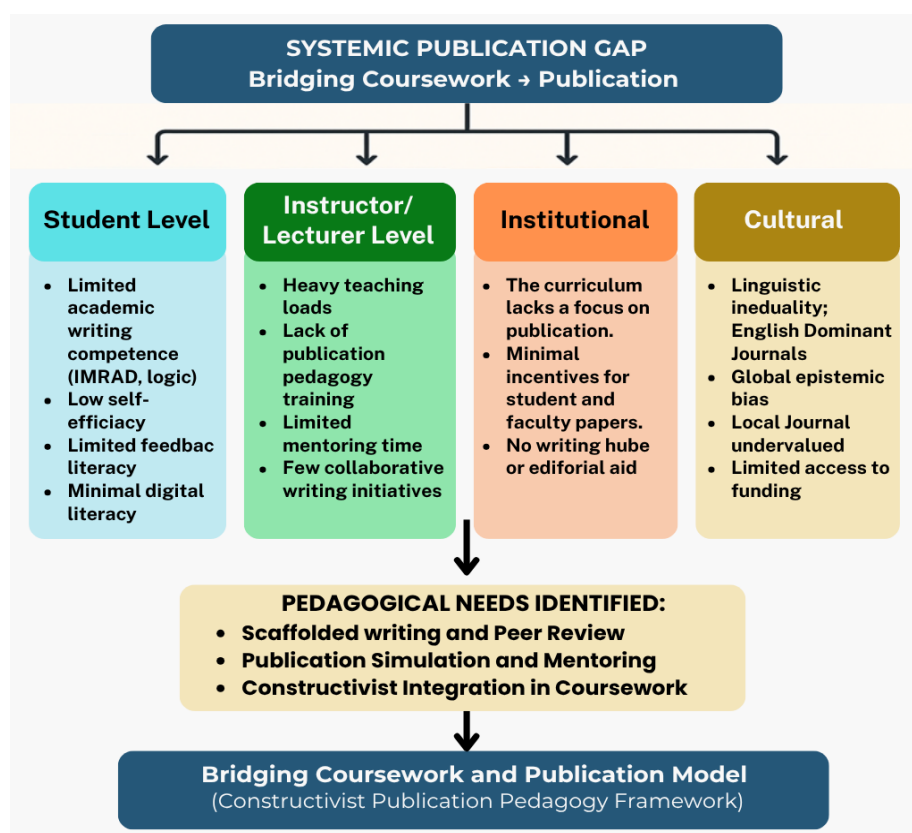 SYSTEMIC PUBLICATION GAP
Bridging Coursework → Publication
Student Level
• Limited
academic
writing
competence
(IMRAD, logic)
• Low self-
efficiacy
• Limited feedbac
literacy
• Minimal digital
literacy
Instructor/
Lecturer Level
• Heavy teaching
loads
• Lack of
publication
pedagogy
training
• Limited
mentoring time
• Few collaborative
writing initiatives
Institutional
• The curriculum
lacks a focus on
publication.
• Minimal
incentives for
student and
faculty papers.
• No writing hube
or ediforial aid
Cultural
• Linguistic
ineduality;
English Dominant
Journals
• Global epistemic
bias
• Local Journal
undervalued
• Limited access to
funding
PEDAGOGICAL NEEDS IDENTIFIED:
• Scaffolded writing and Peer Review
• Publication Simulation and Mentoring
• Constructivist Integration in Coursework
Bridging Coursework and Publication Model
(Constructivist Publication Pedagogy Framework)